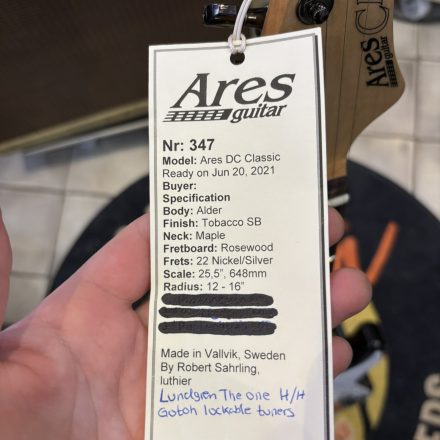 Ares
guitar
Nr: 347
Model: Ares DC Classic
Ready on Jun 20, 2021
Buyer:
Specification
Body: Alder
Finish: Tobacco SB
Neck: Maple
Fretboard: Rosewood
Frets: 22 Nickel/Silver
Scale: 25,5", 648mm
Radius: 12 - 16"
Made in Vallvik, Sweden
By Robert Sahrling,
luthier
Lundgren The one H/H
Gotoh lockable tuners
Ares
guitar